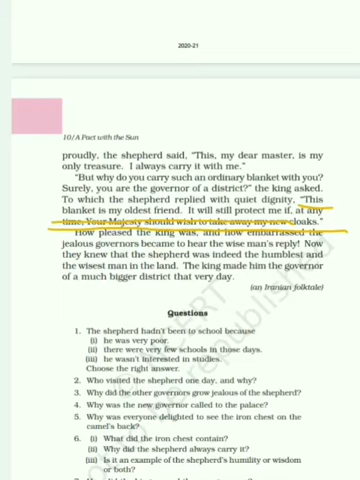 2020-21
10/A Pact with the Sun
proudly, the shepherd said, "This, my dear master, is my
only treasure. I always carry it with me."
"But why do you carry such an ordinary blanket with you?
Surely, you are the governor of a district?" the king asked.
To which the shepherd replied with quiet dignity, "This
blanket is my oldest friend. It will still protect me if, at any
time, Your Majesty should wish to take away my new cloaks."
How pleased the King was, and how embarrassed the
jealous governors became to hear the wise man's reply! Now
they knew that the shepherd was indeed the humblest and
the wisest man in the land. The king made him the governor
of a much bigger district that very day.
(an Iranian folktale)
Questions
1. The shepherd hadn't been to school because
(i) he was very poor.
(ii) there were very few schools in those days.
(iii) he wasn't interested in studies.
Choose the right answer.
2. Who visited the shepherd one day, and why?
3. Why did the other governors grow jealous of the shepherd?
4. Why was the new governor called to the palace?
5. Why was everyone delighted to see the iron chest on the
camel's back?
6. (i) What did the iron chest contain?
(ii) Why did the shepherd always carry it?
(iii) Is it an example of the shepherd's humility or wisdom
or both?